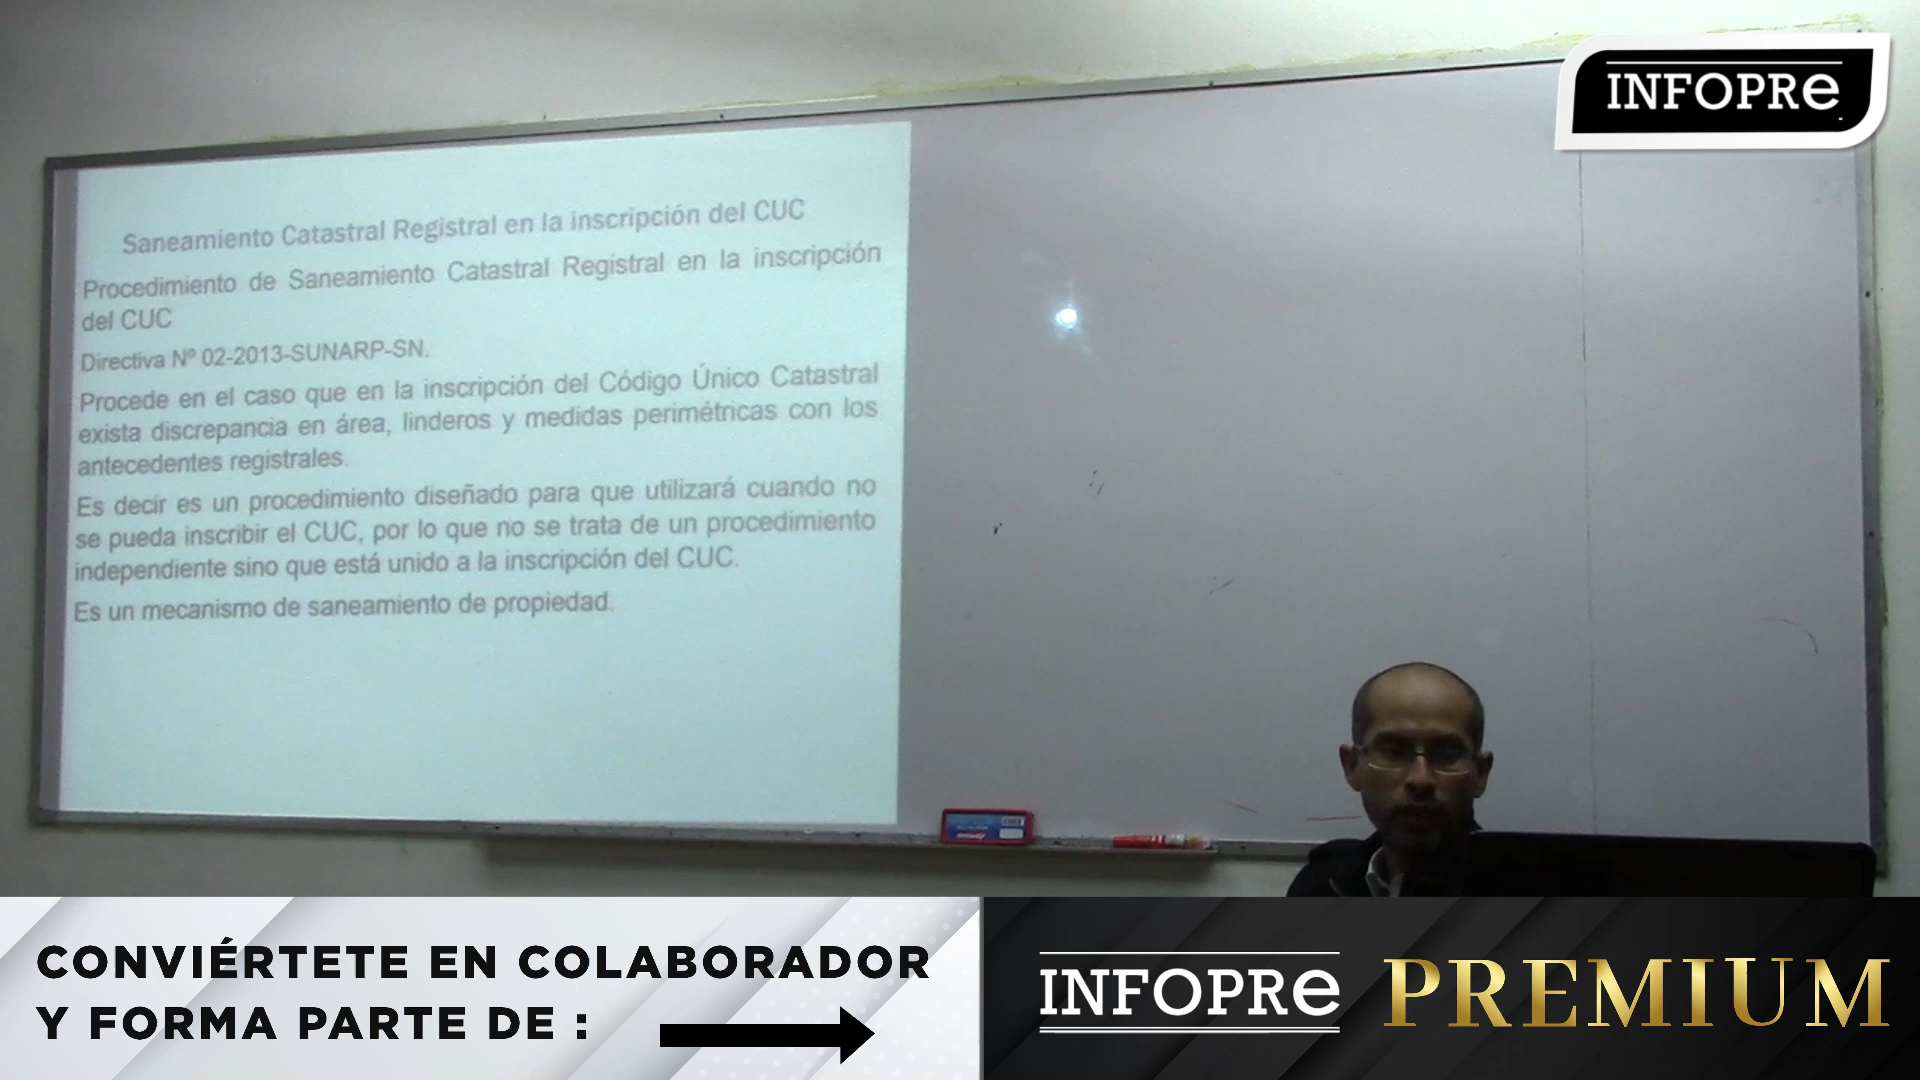 INFOPRe
Saneamiento Catastral Registral en la inscripción del CUC
Procedimiento de Saneamiento Catastral Registral en la inscripción
del CUC
Directiva Nº 02-2013-SUNARP-SN.
Procede en el caso que en la inscripción del Código Único Catastral
exista discrepancia en área, linderos y medidas perimétricas con los
antecedentes registrales.
Es decir es un procedimiento diseñado para que utilizará cuando no
se pueda inscribir el CUC, por lo que no se trata de un procedimiento
independiente sino que está unido a la inscripción del CUC.
Es un mecanismo de saneamiento de propiedad.
CONVIÉRTETE EN COLABORADOR
Y FORMA PARTE DE :
INFOPRe PREMIUM